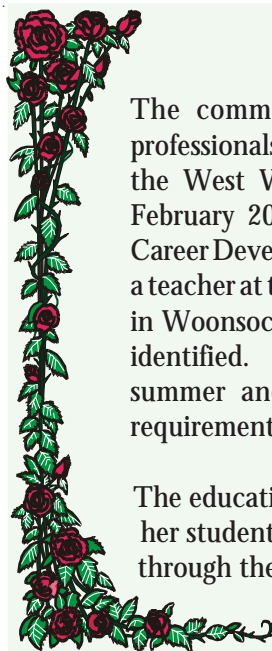 The comm
professionals
the West V
February 20
Career Deve
a teacher at t
in Woonsoc
identified.
summer and
requirement
The educati
her student
through the